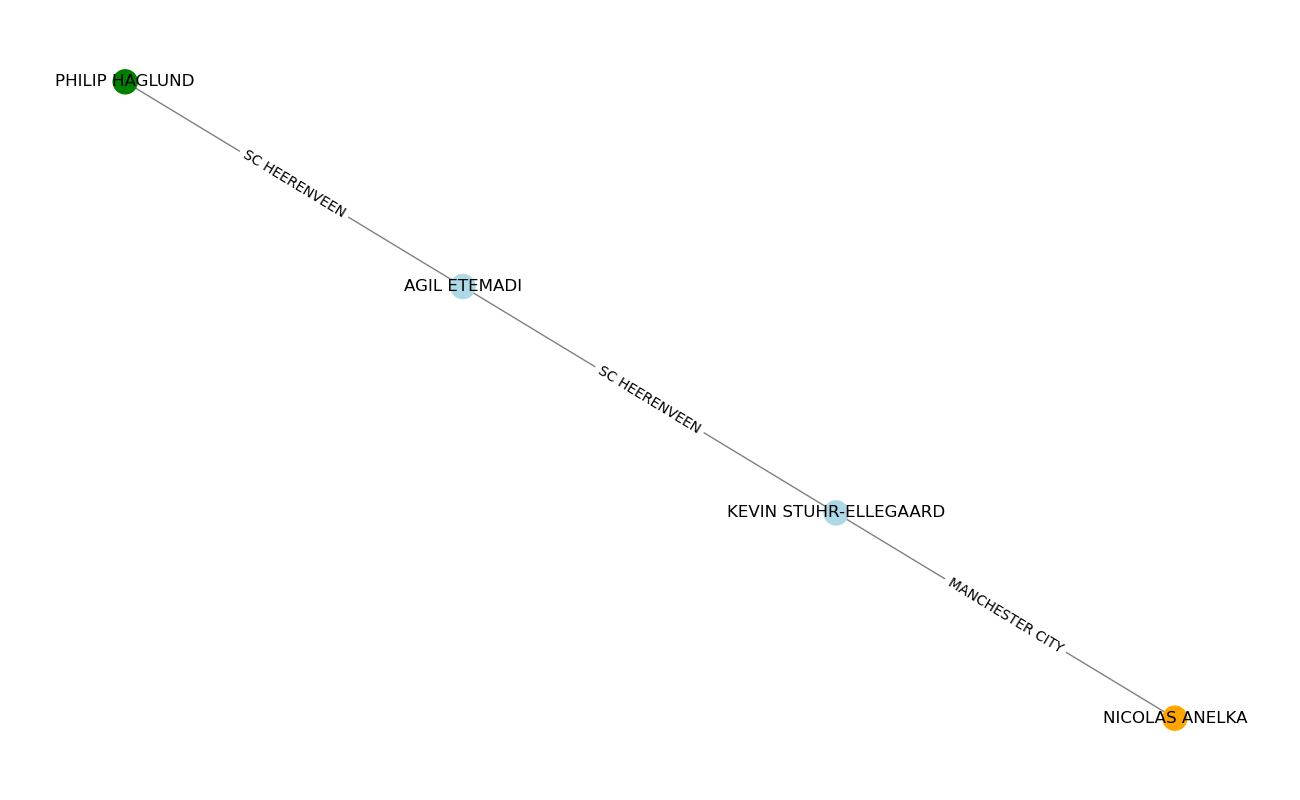 PHILIP HAGLUND
SC HEERENVEEN
AGIL ETEMADI
SC HEERENVEEN
KEVIN STUHR-ELLEGAARD
MANCHESTER CITY
NICOLAS ANELKA